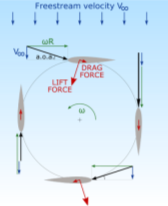 Freestream velocity V∞
ωR
V∞
a.o.a.
DRAG
FORCE
LIFT
FORCE
ω